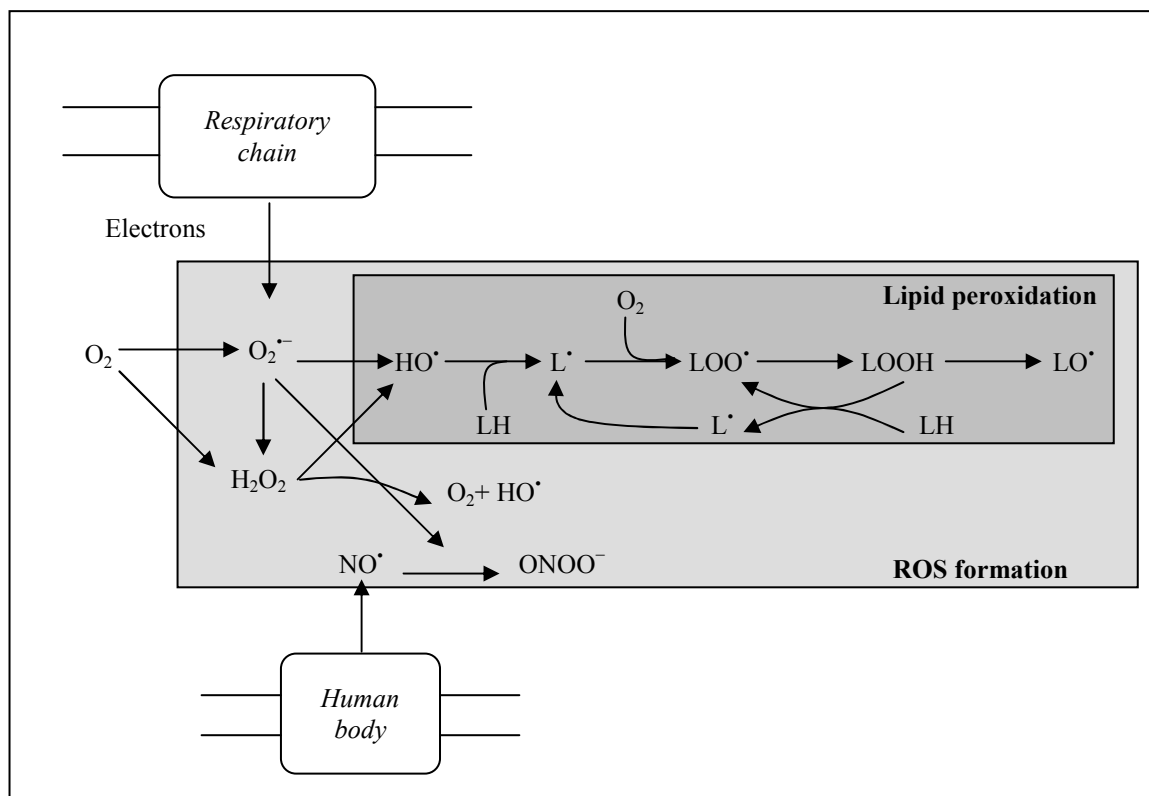 Respiratory
chain
Electrons
Lipid peroxidation
O₂
O₂ O₂•− HO• L• LOO• LOOH LO•
LH L• LH
H₂O₂
O₂+ HO•
NO• ONOO−
ROS formation
Human
body